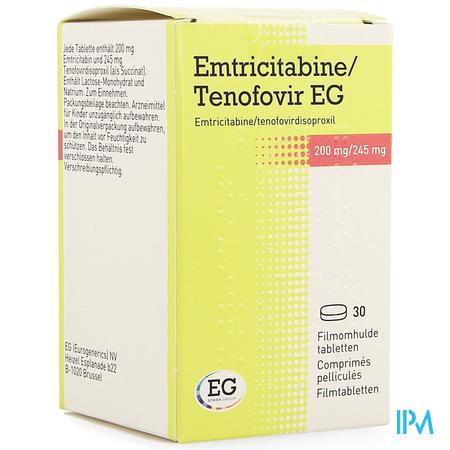 Jede Tablette enthält 200 mg
Emtricitabin und 245 mg
Tenofovirdisoproxil (als Succinat).
Enthält Lactose-Monohydrat und
Natrium. Zum Einnehmen.
Packungsbeilage beachten. Arzneimittel
für Kinder unzugänglich aufbewahren.
In der Originalverpackung aufbewahren,
um den Inhalt vor Feuchtigkeit zu
schützen. Das Behältnis fest
verschlossen halten.
Verschreibungspflichtig.
EG (Eurogenerics) NV
Heizel Esplanade b22
B-1020 Brussel
Emtricitabine/
Tenofovir EG
Emtricitabine/tenofovirdisoproxil
200 mg/245 mg
30
Filmomhulde
tabletten
Comprimés
pelliculés
Filmtabletten
EG
STADA GROUP
IPM